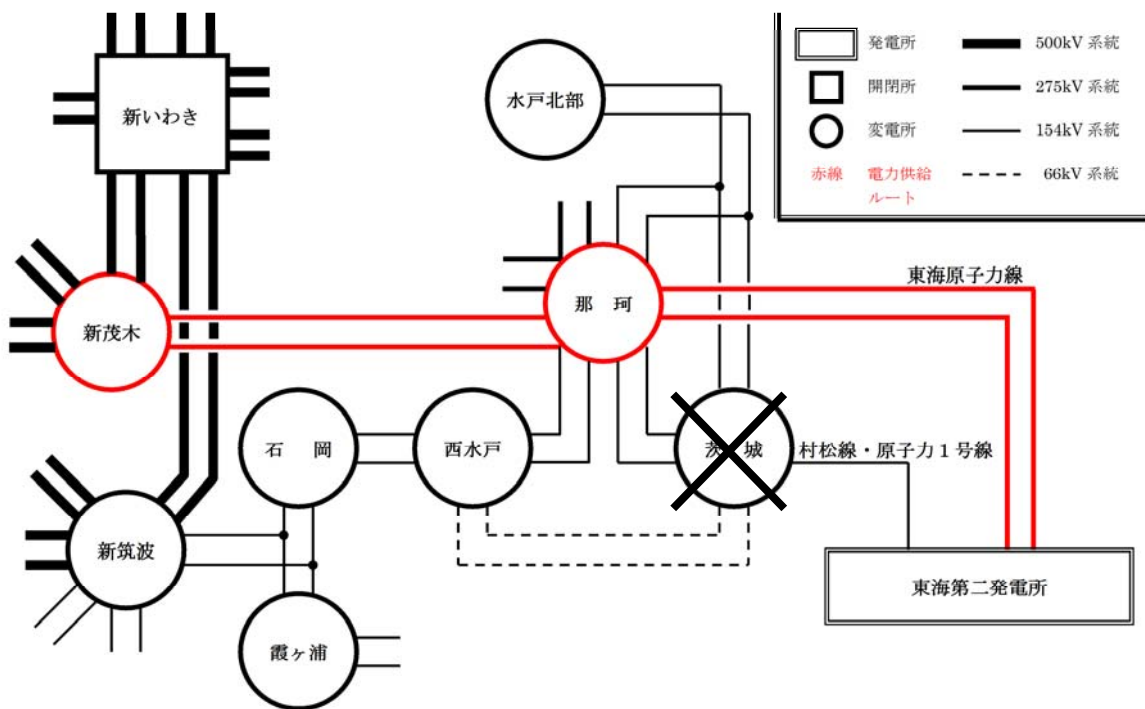 発電所
500kV 系統
開閉所
275kV 系統
変電所
154kV 系統
赤線
電力供給
ルート
66kV 系統
新いわき
水戸北部
東海原子力線
那 珂
新茂木
石 岡
西水戸
茨 城
村松線・原子力1号線
新筑波
東海第二発電所
霞ヶ浦